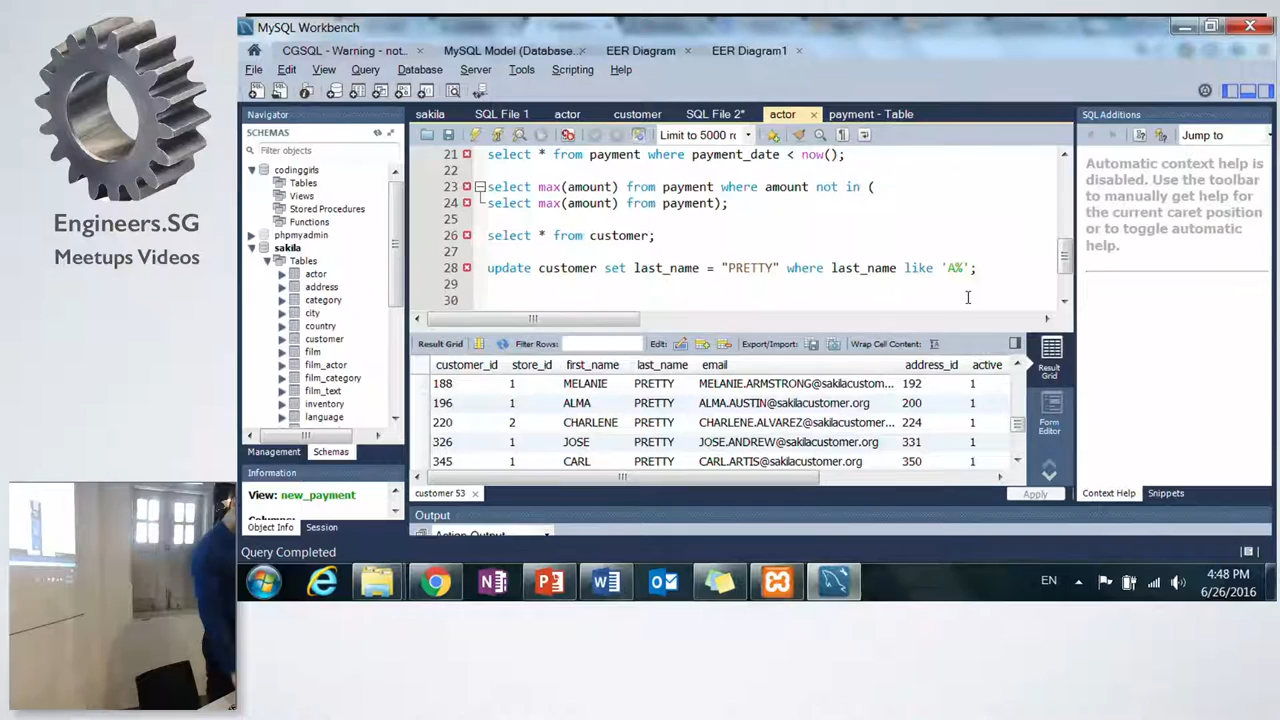 MySQL Workbench
CGSQL - Warning - not... × MySQL Model (Database... × EER Diagram × EER Diagram1 ×
File Edit View Query Database Server Tools Scripting Help
Navigator
SCHEMAS
Filter objects
codinggirls
Tables
Views
Stored Procedures
Functions
phpmyadmin
sakila
Tables
actor
address
category
city
country
customer
film
film_actor
film_category
film_text
inventory
language
Management Schemas
Information
View: new_payment
Object Info Session
Query Completed
sakila SQL File 1 actor customer SQL File 2* actor × payment - Table
Limit to 5000 rc
21 select * from payment where payment_date < now();
22
23 select max(amount) from payment where amount not in (
24 select max(amount) from payment);
25
26 select * from customer;
27
28 update customer set last_name = "PRETTY" where last_name like 'A%';
29
30
Result Grid Filter Rows: Edit: Export/Import: Wrap Cell Content:
customer_id store_id first_name last_name email address_id active
188 1 MELANIE PRETTY MELANIE.ARMSTRONG@sakilacustom... 192 1
196 1 ALMA PRETTY ALMA.AUSTIN@sakilacustomer.org 200 1
220 2 CHARLENE PRETTY CHARLENE.ALVAREZ@sakilacustomer... 224 1
326 1 JOSE PRETTY JOSE.ANDREW@sakilacustomer.org 331 1
345 1 CARL PRETTY CARL.ARTIS@sakilacustomer.org 350 1
customer 53 ×
Apply
Output
Result
Grid
Form
Editor
SQL Additions
Jump to
Automatic context help is
disabled. Use the toolbar
to manually get help for
the current caret position
or to toggle automatic
help.
Context Help Snippets
EN
4:48 PM
6/26/2016
Engineers.SG
Meetups Videos